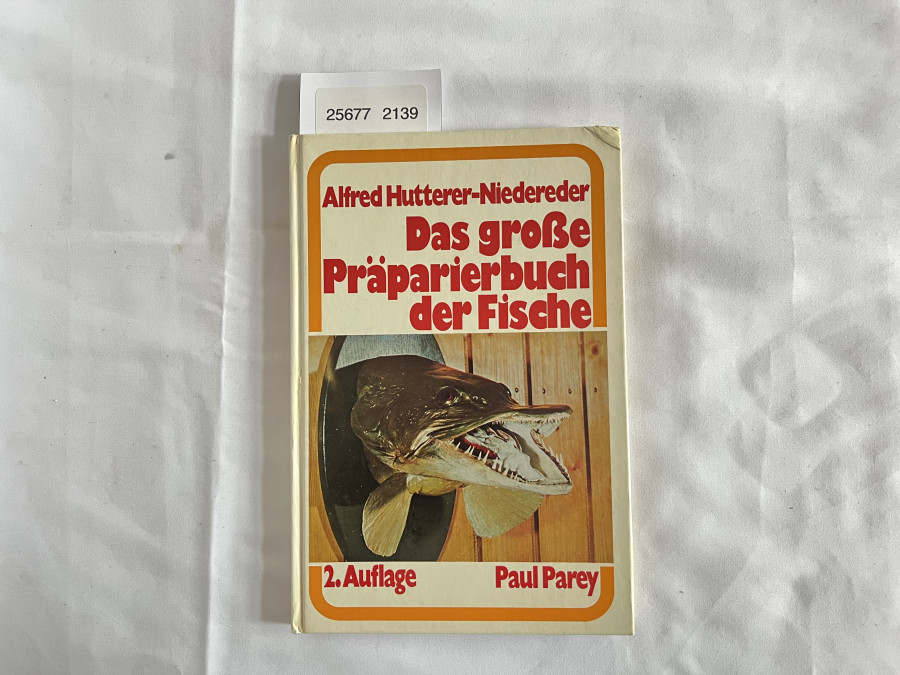 25677 2139
Alfred Hutterer-Niedereder
Das große
Präparierbuch
der Fische
2. Auflage Paul Parey